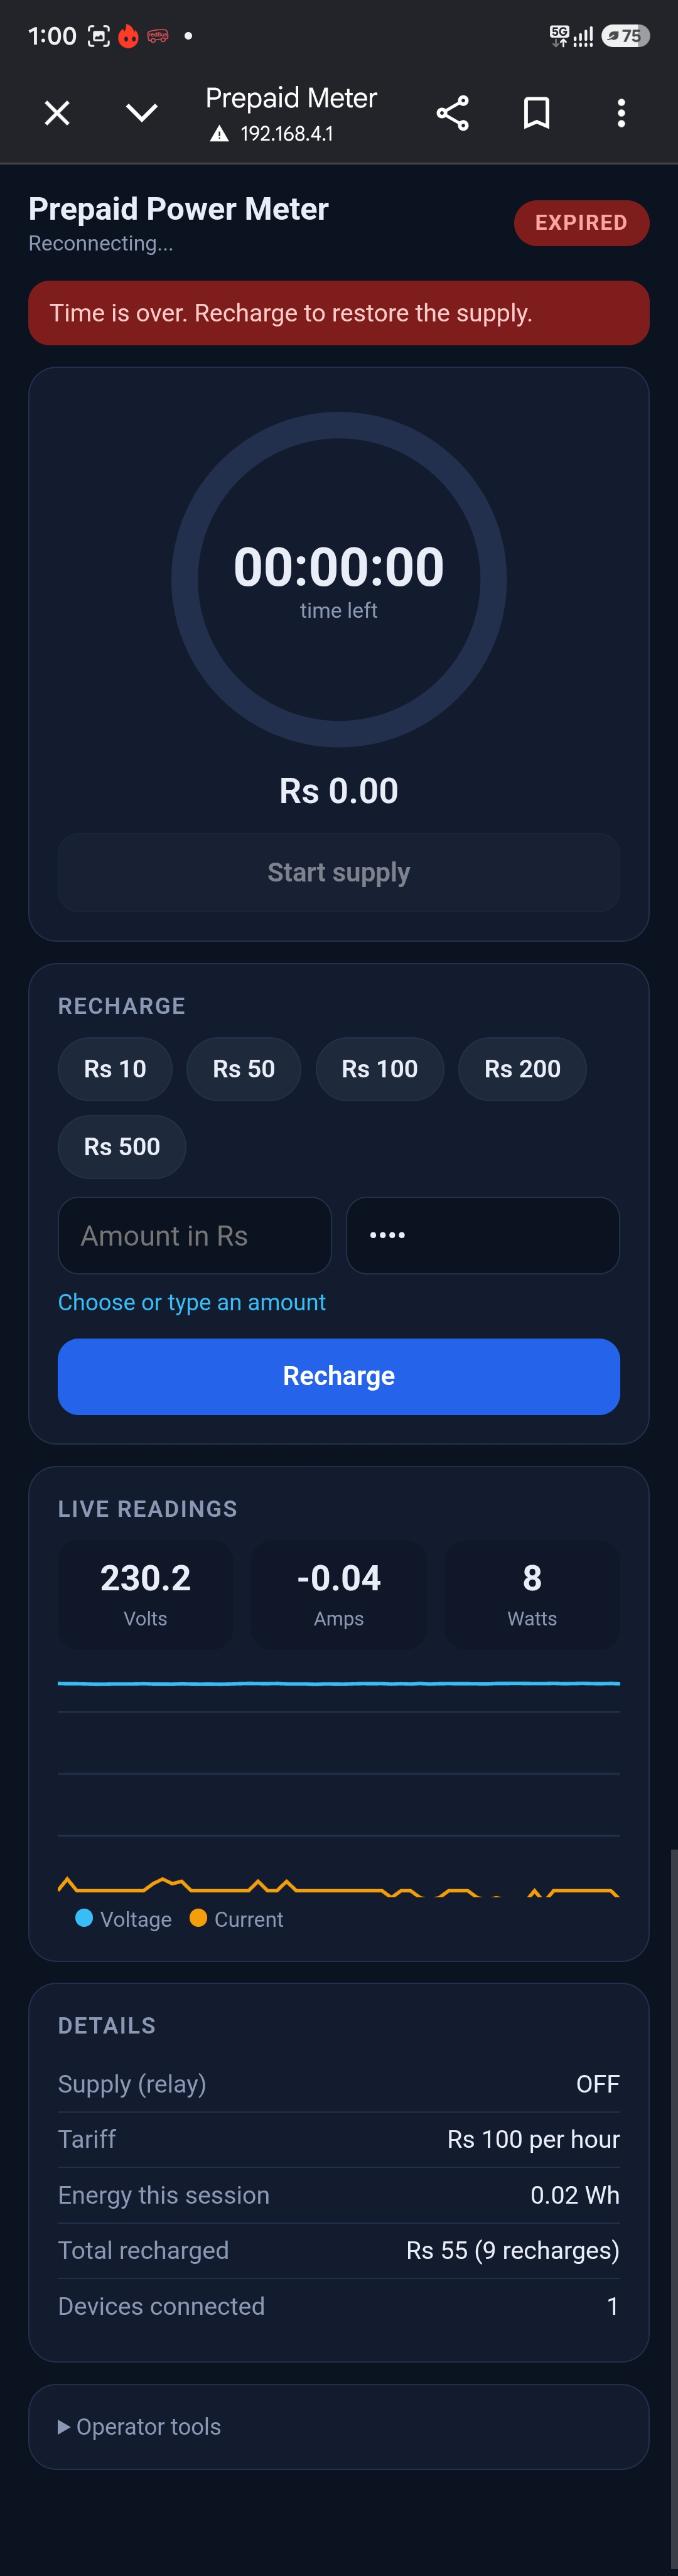 1:00
redBus
5G
75
Prepaid Meter
192.168.4.1
Prepaid Power Meter
Reconnecting...
EXPIRED
Time is over. Recharge to restore the supply.
00:00:00
time left
Rs 0.00
Start supply
RECHARGE
Rs 10 Rs 50 Rs 100 Rs 200
Rs 500
Amount in Rs ••••
Choose or type an amount
Recharge
LIVE READINGS
230.2 -0.04 8
Volts Amps Watts
Voltage Current
DETAILS
Supply (relay) OFF
Tariff Rs 100 per hour
Energy this session 0.02 Wh
Total recharged Rs 55 (9 recharges)
Devices connected 1
Operator tools